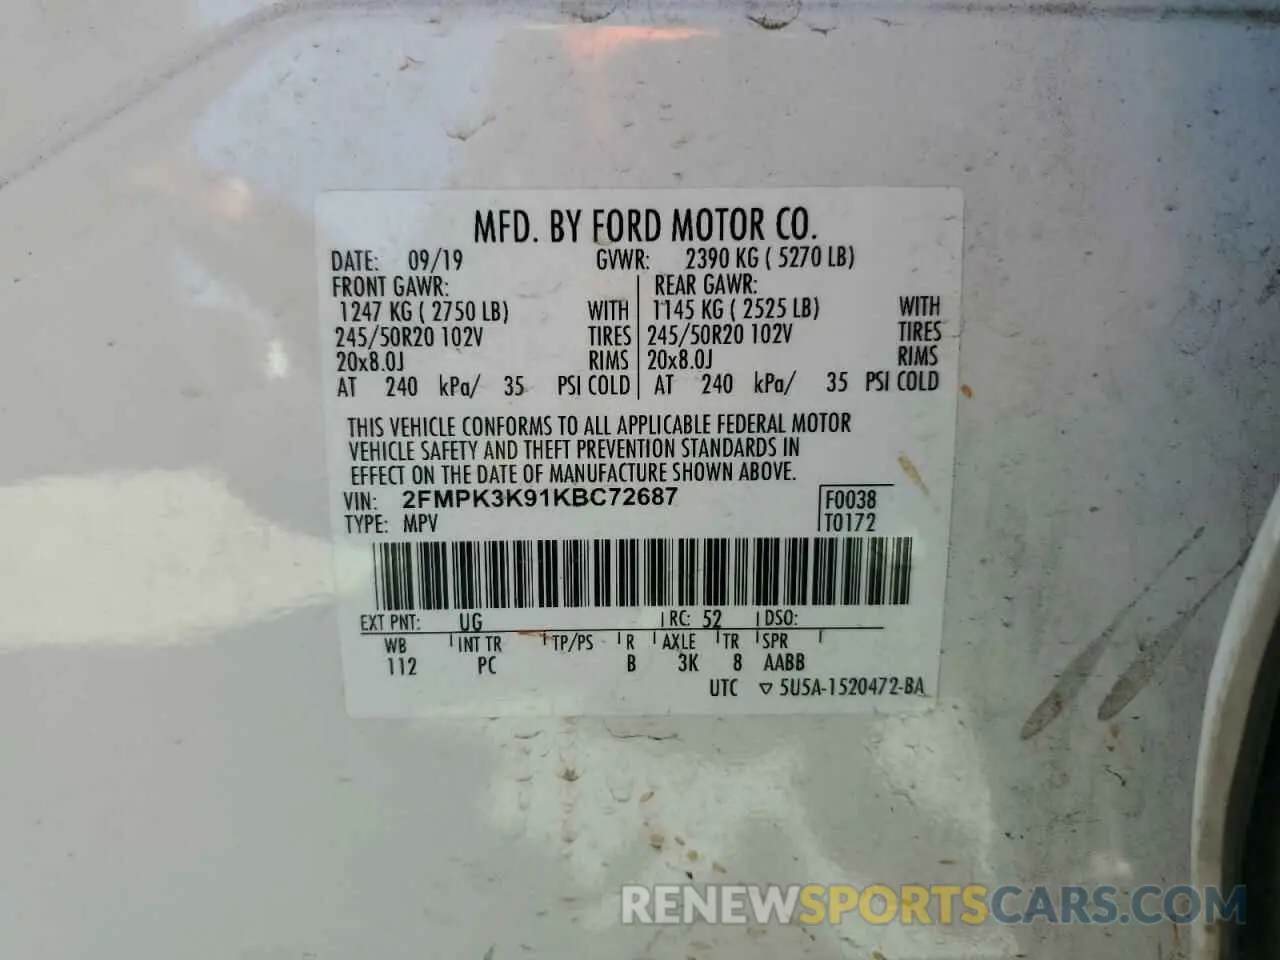 MFD. BY FORD MOTOR CO.
DATE: 09/19 GVWR: 2390 KG ( 5270 LB)
FRONT GAWR: REAR GAWR:
1247 KG ( 2750 LB) WITH 1145 KG ( 2525 LB) WITH
245/50R20 102V TIRES 245/50R20 102V TIRES
20x8.0J RIMS 20x8.0J RIMS
AT 240 kPa/ 35 PSI COLD AT 240 kPa/ 35 PSI COLD
THIS VEHICLE CONFORMS TO ALL APPLICABLE FEDERAL MOTOR
VEHICLE SAFETY AND THEFT PREVENTION STANDARDS IN
EFFECT ON THE DATE OF MANUFACTURE SHOWN ABOVE.
VIN: 2FMPK3K91KBC72687 F0038
TYPE: MPV T0172
EXT PNT: UG RC: 52 DSO:
WB INT TR TP/PS R AXLE TR SPR
112 PC B 3K 8 AABB
UTC ▽ 5U5A-1520472-BA
RENEWSPORTSCARS.COM